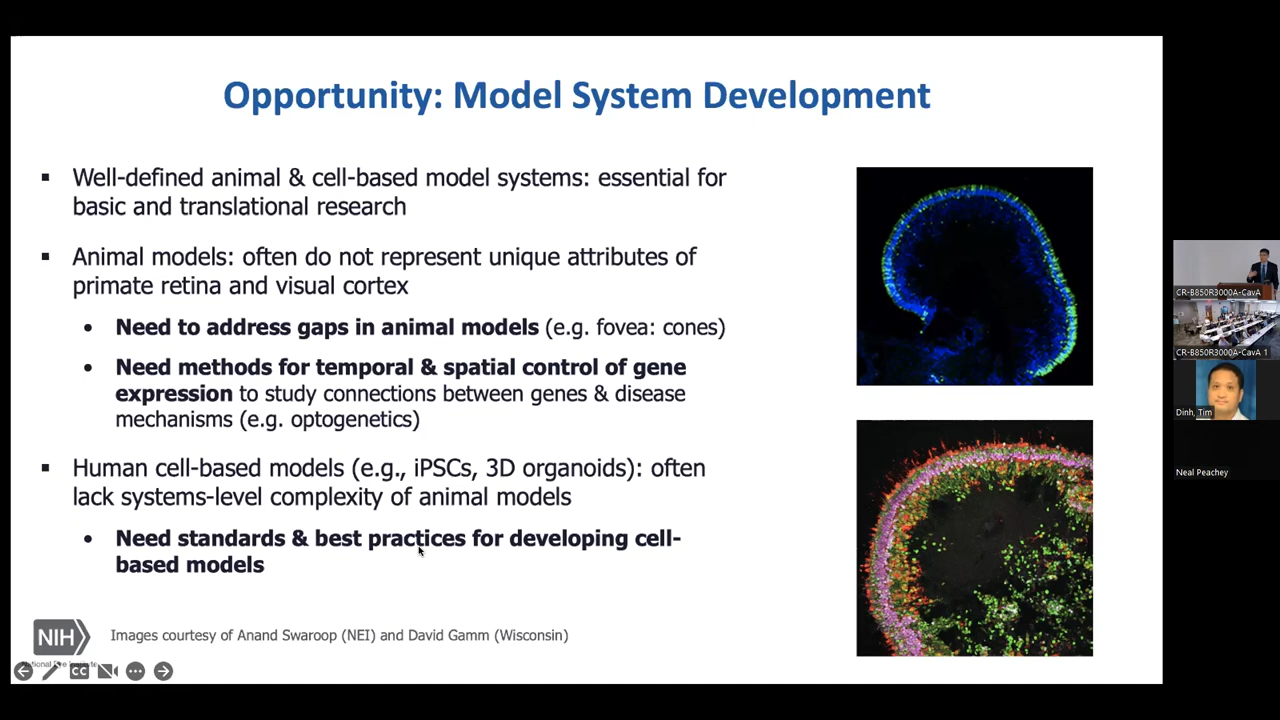 Opportunity: Model System Development
▪ Well-defined animal & cell-based model systems: essential for
basic and translational research
▪ Animal models: often do not represent unique attributes of
primate retina and visual cortex
• Need to address gaps in animal models (e.g. fovea: cones)
• Need methods for temporal & spatial control of gene
expression to study connections between genes & disease
mechanisms (e.g. optogenetics)
▪ Human cell-based models (e.g., iPSCs, 3D organoids): often
lack systems-level complexity of animal models
• Need standards & best practices for developing cell-
based models
NIH
National Eye Institute
Images courtesy of Anand Swaroop (NEI) and David Gamm (Wisconsin)
CC
CR-B850R3000A-CavA
CR-B850R3000A-CavA 1
Dinh, Tim
Neal Peachey